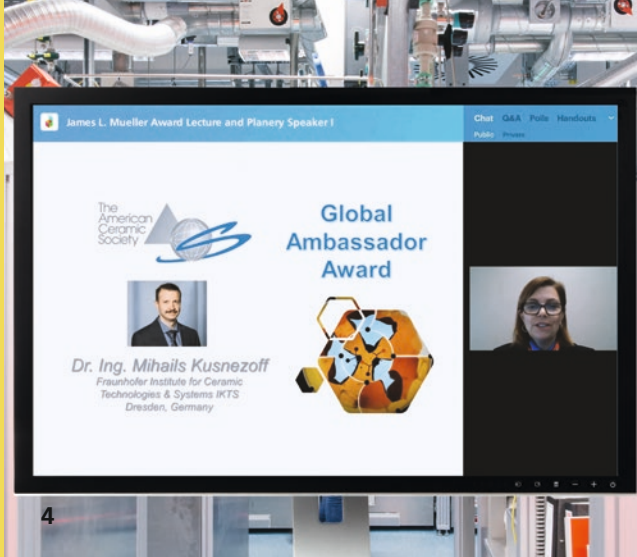 James L. Mueller Award Lecture and Planery Speaker I
Chat Q&A Polls Handouts
Public Private
The
American
Ceramic
Society
Global
Ambassador
Award
Dr. Ing. Mihails Kusnezoff
Fraunhofer Institute for Ceramic
Technologies & Systems IKTS
Dresden, Germany
4